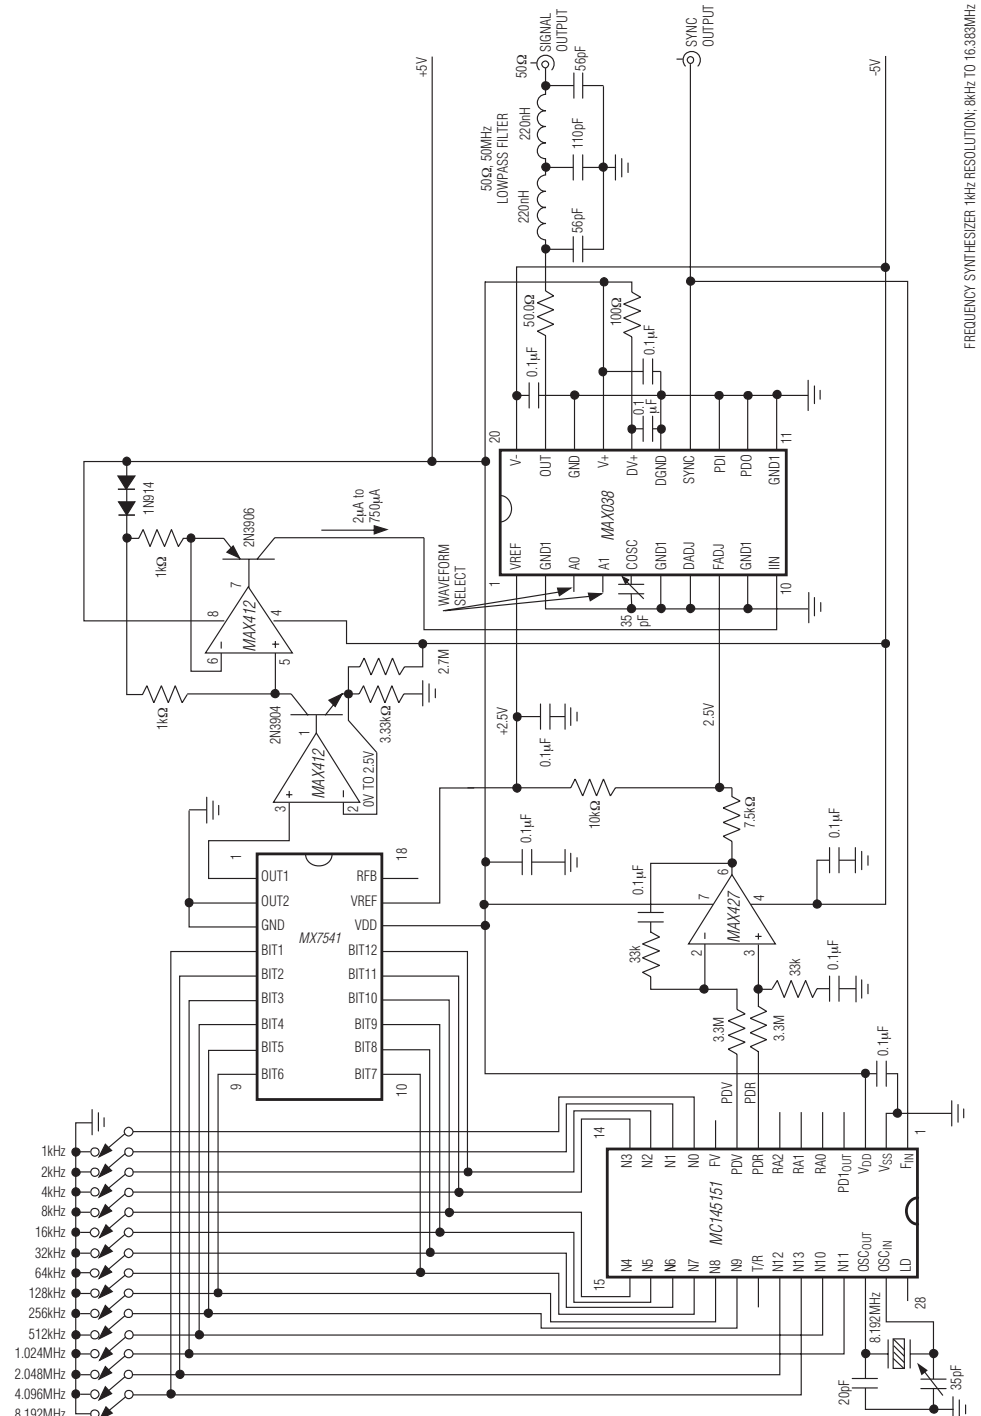 FREQUENCY SYNTHESIZER 1kHz RESOLUTION; 8kHz TO 16.383MHz
SIGNAL
OUTPUT
50Ω
56pF
SYNC
OUTPUT
+5V
-5V
220nH
110pF
50Ω, 50MHz
LOWPASS FILTER
220nH
56pF
50.0Ω
100Ω
0.1µF
0.1µF
0.1
µF
20
11
V-
OUT
GND
V+
DV+
DGND
SYNC
PDI
PDO
GND1
MAX038
VREF
GND1
A0
A1
COSC
GND1
DADJ
FADJ
GND1
IIN
1
10
WAVEFORM
SELECT
35
pF
1N914
2N3906
2µA to
750µA
1kΩ
7
8
4
MAX412
6
5
1kΩ
2N3904
2.7M
3.33kΩ
1
MAX412
3
2
0V TO 2.5V
+2.5V
0.1µF
2.5V
10kΩ
7.5kΩ
0.1µF
0.1µF
0.1µF
6
7
4
MAX427
2
3
33k
33k
0.1µF
3.3M
3.3M
PDV
PDR
0.1µF
1
18
OUT1
OUT2
GND
BIT1
BIT2
BIT3
BIT4
BIT5
BIT6
MX7541
RFB
VREF
VDD
BIT12
BIT11
BIT10
BIT9
BIT8
BIT7
9
10
1kHz
2kHz
4kHz
8kHz
16kHz
32kHz
64kHz
128kHz
256kHz
512kHz
1.024MHz
2.048MHz
4.096MHz
8.192MHz
14
1
N3
N2
N1
N0
FV
PDV
PDR
RA2
RA1
RA0
PD1OUT
VDD
VSS
FIN
MC145151
N4
N5
N6
N7
N8
N9
T/R
N12
N13
N10
N11
OSCOUT
OSCIN
LD
15
28
8.192MHz
20pF
35pF